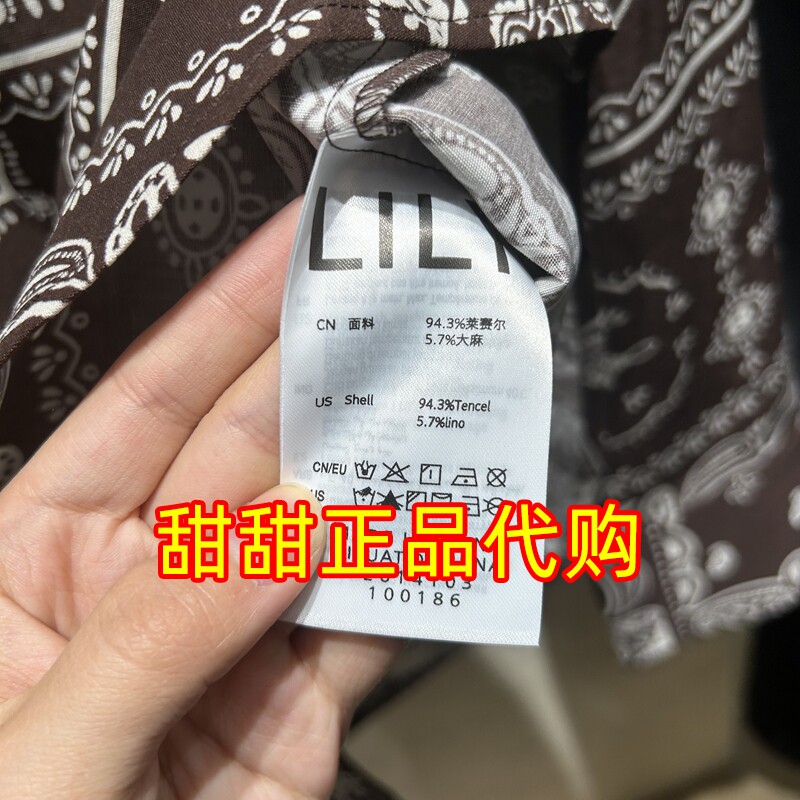 LILY
CN 面料 94.3%莱赛尔
5.7%大麻
US Shell 94.3%Tencel
5.7%lino
CN/EU
US
甜甜正品代购
100186